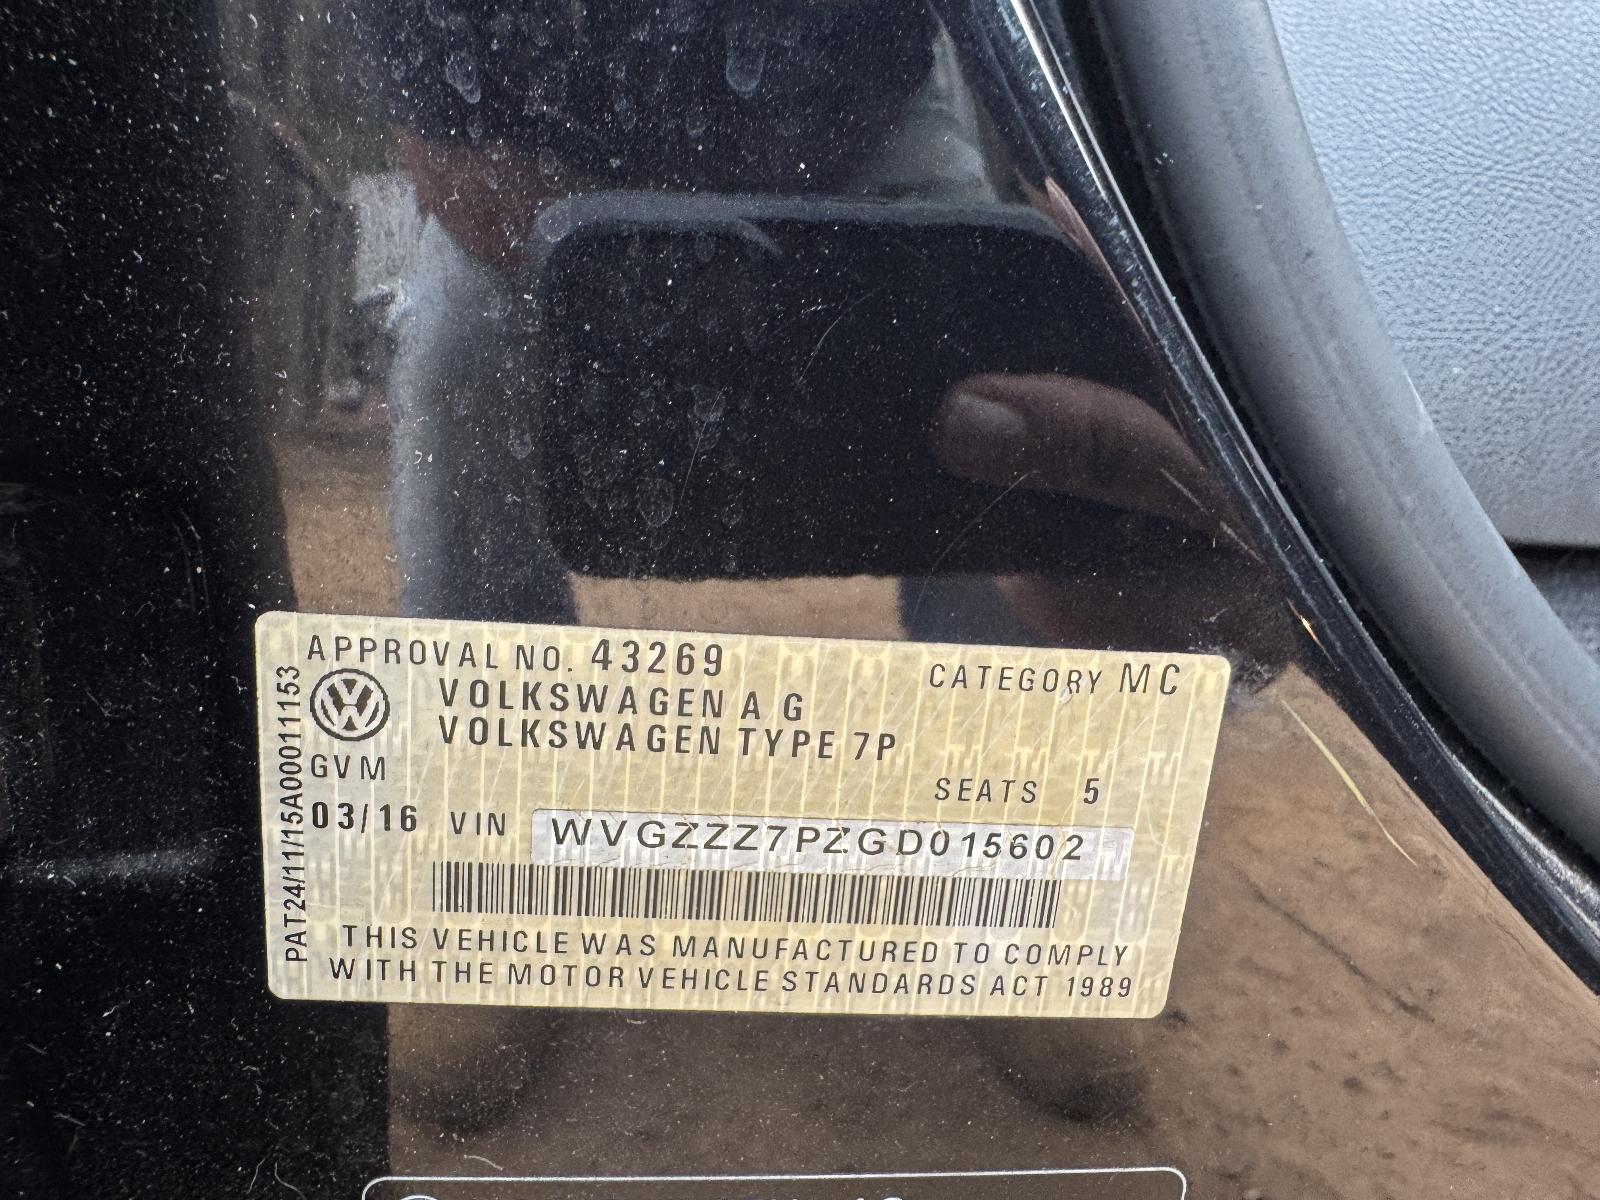 APPROVAL NO. 43269 CATEGORY MC
VOLKSWAGEN A G
VOLKSWAGEN TYPE 7P
GVM
SEATS 5
03/16 VIN WVGZZZ7PZGD015602
THIS VEHICLE WAS MANUFACTURED TO COMPLY
WITH THE MOTOR VEHICLE STANDARDS ACT 1989
PAT24/11/15A00011153